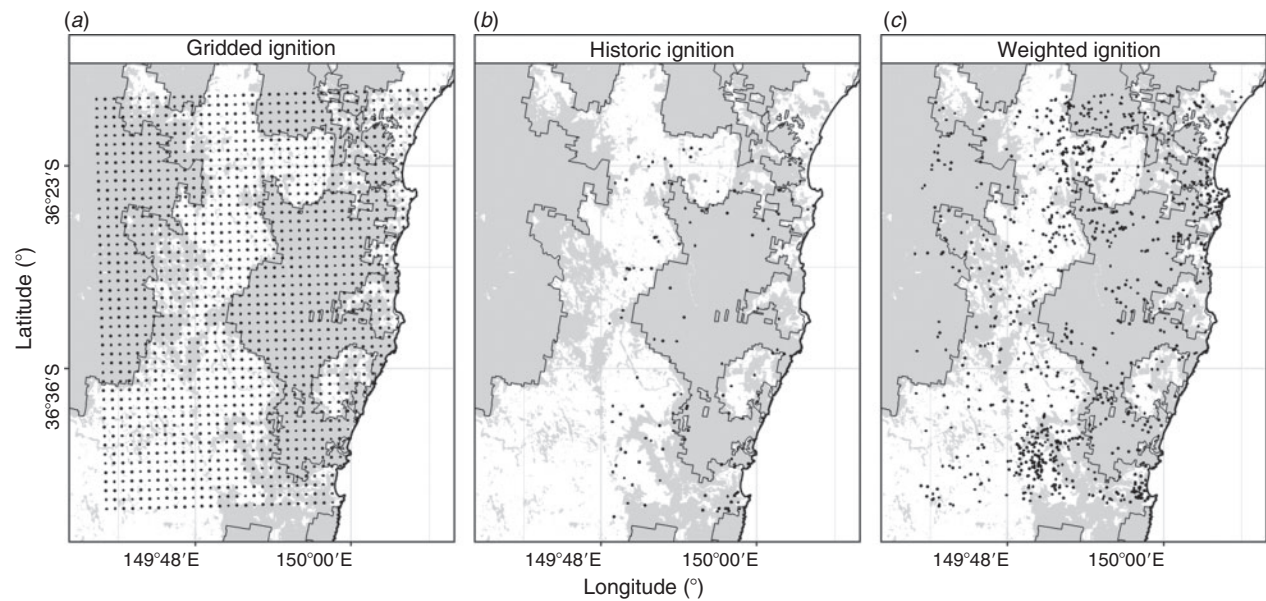 (a)
Gridded ignition
(b)
Historic ignition
(c)
Weighted ignition
Latitude (°)
36°23′S
36°36′S
149°48′E
150°00′E
149°48′E
150°00′E
149°48′E
150°00′E
Longitude (°)